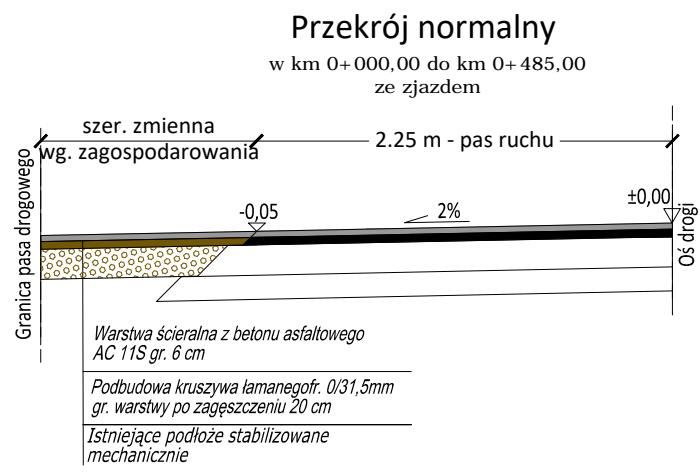 Przekrój normalny
w km 0+000,00 do km 0+485,00
ze zjazdem
szer. zmienna
wg. zagospodarowania
2.25 m - pas ruchu
Granica pasa drogowego
-0,05
2%
±0,00
Oś drogi
Warstwa ścieralna z betonu asfaltowego
AC 11S gr. 6 cm
Podbudowa kruszywa łamanegofr. 0/31,5mm
gr. warstwy po zagęszczeniu 20 cm
Istniejące podłoże stabilizowane
mechanicznie